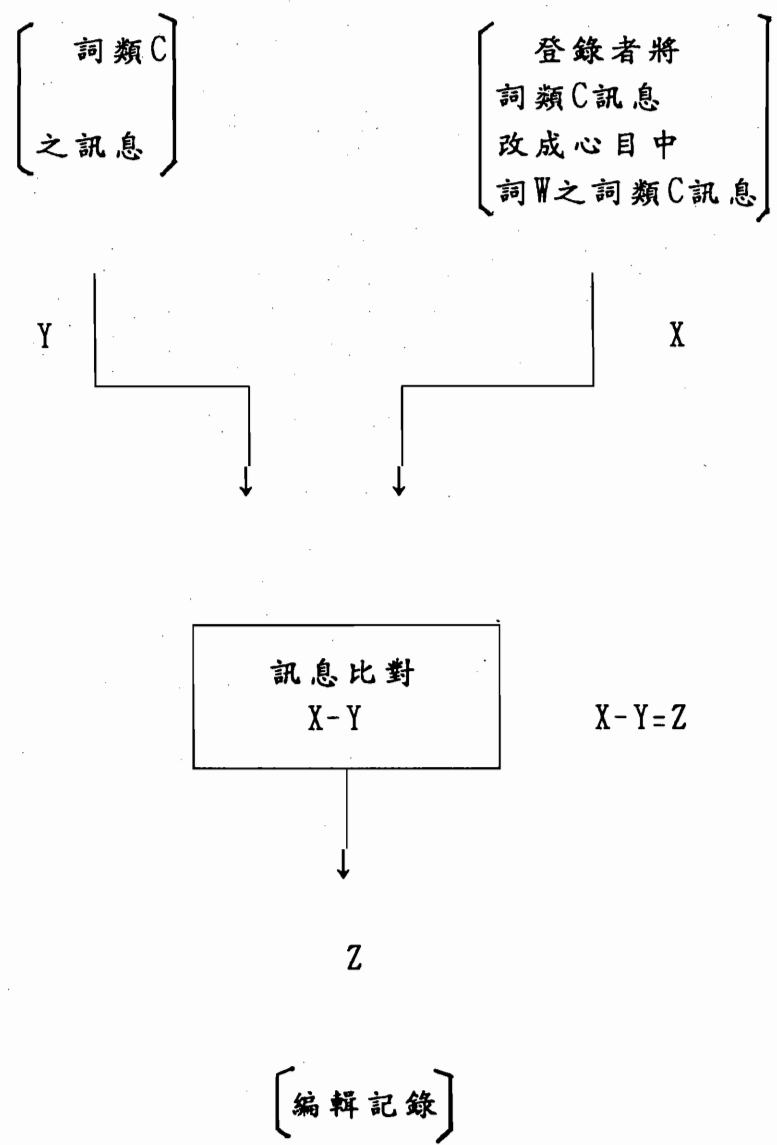 詞類C
之訊息
登錄者將
詞類C訊息
改成心目中
詞W之詞類C訊息
Y
X
訊息比對
X-Y
X-Y=Z
Z
編輯記錄